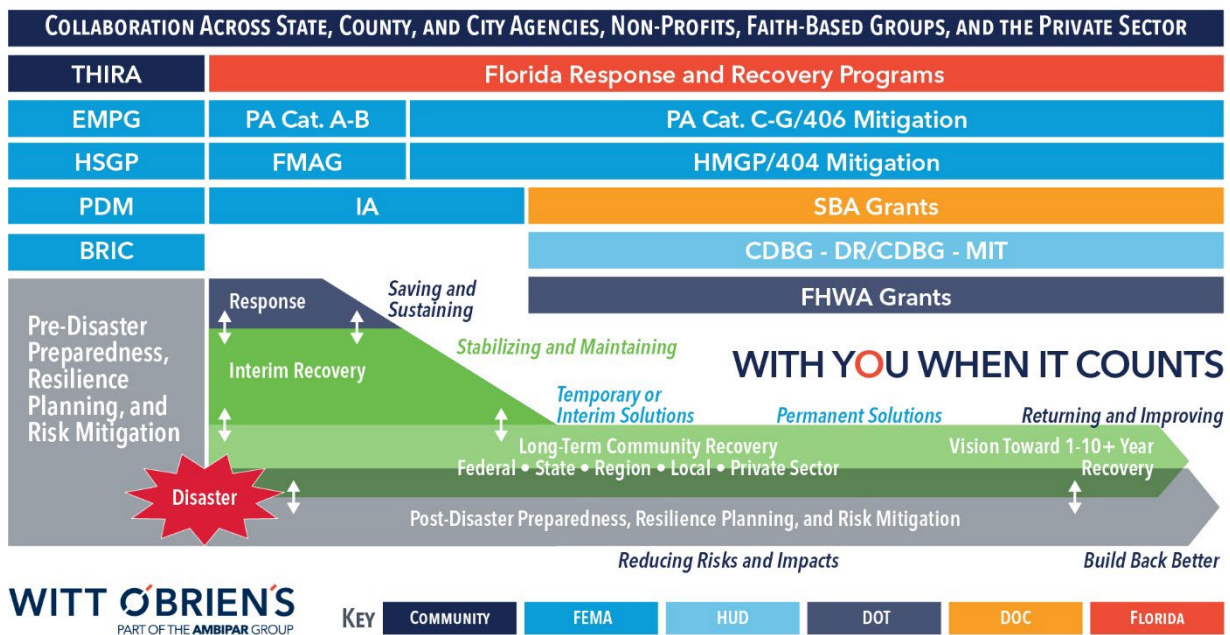 COLLABORATION ACROSS STATE, COUNTY, AND CITY AGENCIES, NON-PROFITS, FAITH-BASED GROUPS, AND THE PRIVATE SECTOR
THIRA
Florida Response and Recovery Programs
EMPG
PA Cat. A-B
PA Cat. C-G/406 Mitigation
HSGP
FMAG
HMGP/404 Mitigation
PDM
IA
SBA Grants
BRIC
CDBG - DR/CDBG - MIT
FHWA Grants
Pre-Disaster
Preparedness,
Resilience
Planning, and
Risk Mitigation
Response
Saving and
Sustaining
Interim Recovery
Stabilizing and Maintaining
WITH YOU WHEN IT COUNTS
Temporary or
Interim Solutions
Permanent Solutions
Returning and Improving
Long-Term Community Recovery
Federal • State • Region • Local • Private Sector
Vision Toward 1-10+ Year
Recovery
Disaster
Post-Disaster Preparedness, Resilience Planning, and Risk Mitigation
Reducing Risks and Impacts
Build Back Better
WITT O'BRIEN'S
PART OF THE AMBIPAR GROUP
KEY
COMMUNITY
FEMA
HUD
DOT
DOC
FLORIDA